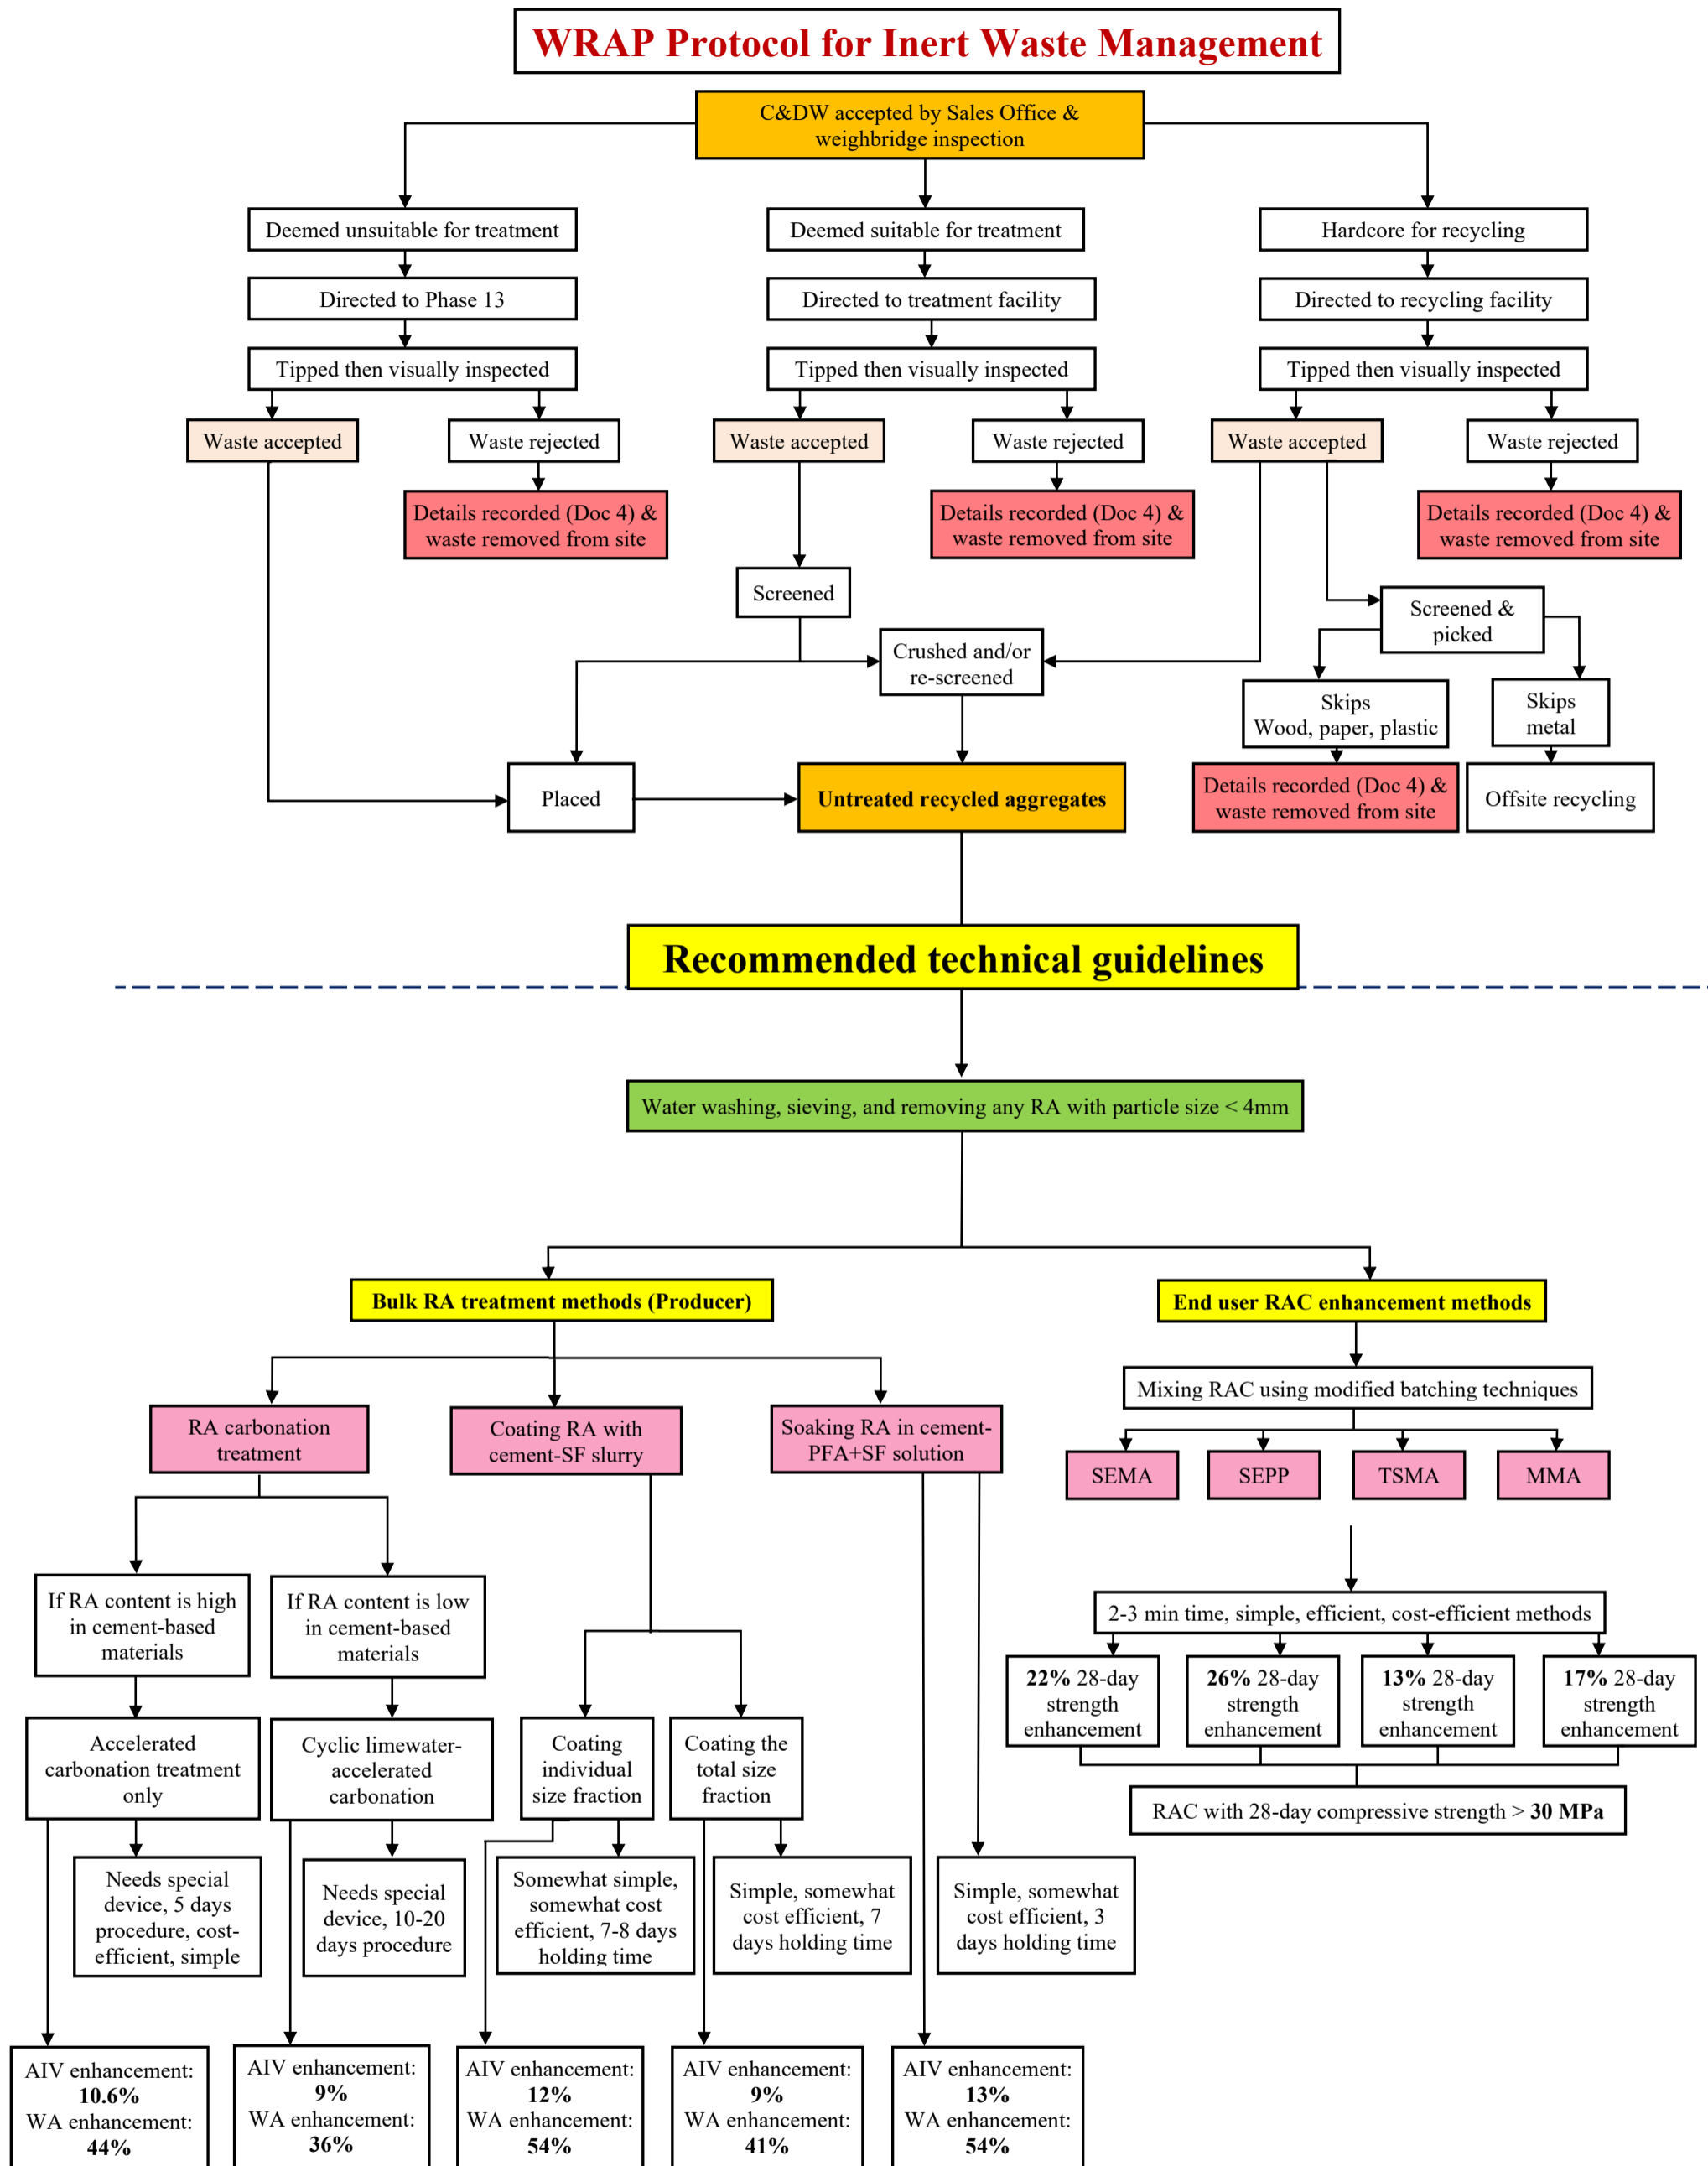 WRAP Protocol for Inert Waste Management
C&DW accepted by Sales Office &
weighbridge inspection
Deemed unsuitable for treatment
Deemed suitable for treatment
Hardcore for recycling
Directed to Phase 13
Directed to treatment facility
Directed to recycling facility
Tipped then visually inspected
Tipped then visually inspected
Tipped then visually inspected
Waste accepted
Waste rejected
Waste accepted
Waste rejected
Waste accepted
Waste rejected
Details recorded (Doc 4) &
waste removed from site
Details recorded (Doc 4) &
waste removed from site
Details recorded (Doc 4) &
waste removed from site
Screened
Screened &
picked
Crushed and/or
re-screened
Skips
Wood, paper, plastic
Skips
metal
Placed
Untreated recycled aggregates
Details recorded (Doc 4) &
waste removed from site
Offsite recycling
Recommended technical guidelines
Water washing, sieving, and removing any RA with particle size < 4mm
Bulk RA treatment methods (Producer)
End user RAC enhancement methods
Mixing RAC using modified batching techniques
RA carbonation
treatment
Coating RA with
cement-SF slurry
Soaking RA in cement-
PFA+SF solution
SEMA
SEPP
TSMA
MMA
If RA content is high
in cement-based
materials
If RA content is low
in cement-based
materials
2-3 min time, simple, efficient, cost-efficient methods
22% 28-day
strength
enhancement
26% 28-day
strength
enhancement
13% 28-day
strength
enhancement
17% 28-day
strength
enhancement
Accelerated
carbonation treatment
only
Cyclic limewater-
accelerated
carbonation
Coating
individual
size fraction
Coating the
total size
fraction
RAC with 28-day compressive strength > 30 MPa
Needs special
device, 5 days
procedure, cost-
efficient, simple
Needs special
device, 10-20
days procedure
Somewhat simple,
somewhat cost
efficient, 7-8 days
holding time
Simple, somewhat
cost efficient, 7
days holding time
Simple, somewhat
cost efficient, 3
days holding time
AIV enhancement:
10.6%
WA enhancement:
44%
AIV enhancement:
9%
WA enhancement:
36%
AIV enhancement:
12%
WA enhancement:
54%
AIV enhancement:
9%
WA enhancement:
41%
AIV enhancement:
13%
WA enhancement:
54%